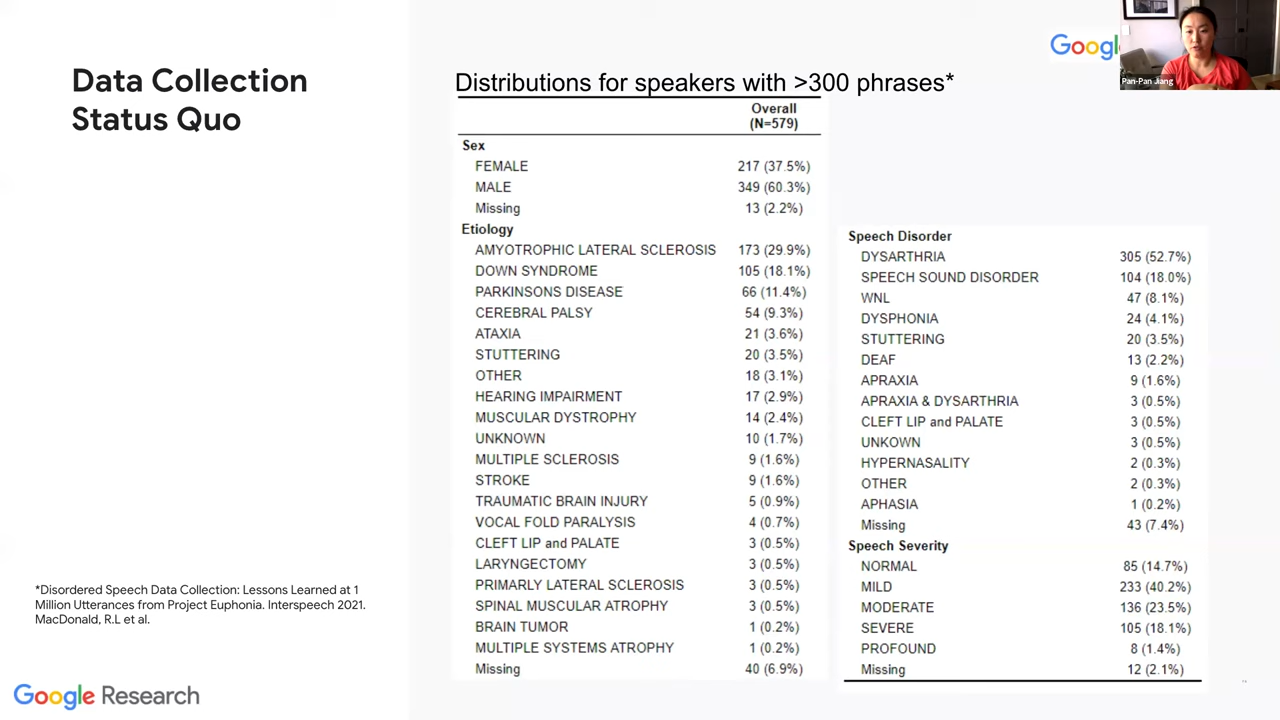 Data Collection
Status Quo
Google
Pan-Pan Jiang
Distributions for speakers with >300 phrases*
Overall
(N=579)
Sex
FEMALE 217 (37.5%)
MALE 349 (60.3%)
Missing 13 (2.2%)
Etiology
AMYOTROPHIC LATERAL SCLEROSIS 173 (29.9%)
DOWN SYNDROME 105 (18.1%)
PARKINSONS DISEASE 66 (11.4%)
CEREBRAL PALSY 54 (9.3%)
ATAXIA 21 (3.6%)
STUTTERING 20 (3.5%)
OTHER 18 (3.1%)
HEARING IMPAIRMENT 17 (2.9%)
MUSCULAR DYSTROPHY 14 (2.4%)
UNKNOWN 10 (1.7%)
MULTIPLE SCLEROSIS 9 (1.6%)
STROKE 9 (1.6%)
TRAUMATIC BRAIN INJURY 5 (0.9%)
VOCAL FOLD PARALYSIS 4 (0.7%)
CLEFT LIP and PALATE 3 (0.5%)
LARYNGECTOMY 3 (0.5%)
PRIMARLY LATERAL SCLEROSIS 3 (0.5%)
SPINAL MUSCULAR ATROPHY 3 (0.5%)
BRAIN TUMOR 1 (0.2%)
MULTIPLE SYSTEMS ATROPHY 1 (0.2%)
Missing 40 (6.9%)
Speech Disorder
DYSARTHRIA 305 (52.7%)
SPEECH SOUND DISORDER 104 (18.0%)
WNL 47 (8.1%)
DYSPHONIA 24 (4.1%)
STUTTERING 20 (3.5%)
DEAF 13 (2.2%)
APRAXIA 9 (1.6%)
APRAXIA & DYSARTHRIA 3 (0.5%)
CLEFT LIP and PALATE 3 (0.5%)
UNKOWN 3 (0.5%)
HYPERNASALITY 2 (0.3%)
OTHER 2 (0.3%)
APHASIA 1 (0.2%)
Missing 43 (7.4%)
Speech Severity
NORMAL 85 (14.7%)
MILD 233 (40.2%)
MODERATE 136 (23.5%)
SEVERE 105 (18.1%)
PROFOUND 8 (1.4%)
Missing 12 (2.1%)
*Disordered Speech Data Collection: Lessons Learned at 1
Million Utterances from Project Euphonia. Interspeech 2021.
MacDonald, R.L et al.
Google Research